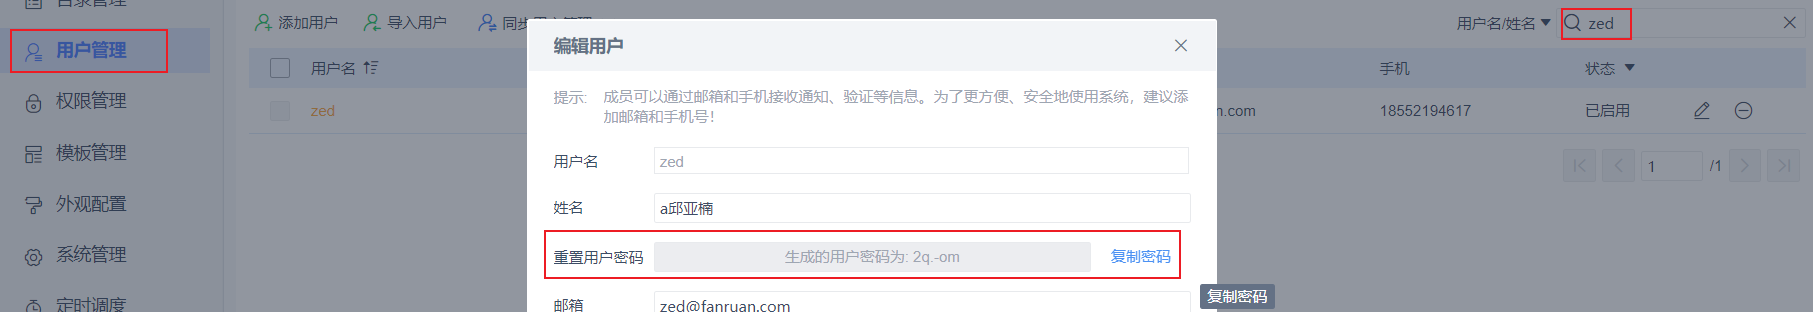 目录管理
用户管理
权限管理
模板管理
外观配置
系统管理
定时调度
添加用户
导入用户
用户名/姓名
zed
用户名
手机
状态
zed
n.com
18552194617
已启用
1
/1
编辑用户
提示:
成员可以通过邮箱和手机接收通知、验证等信息。为了更方便、安全地使用系统，建议添
加邮箱和手机号！
用户名
zed
姓名
a邱亚楠
重置用户密码
生成的用户密码为: 2q.-om
复制密码
邮箱
zed@fanruan.com
复制密码